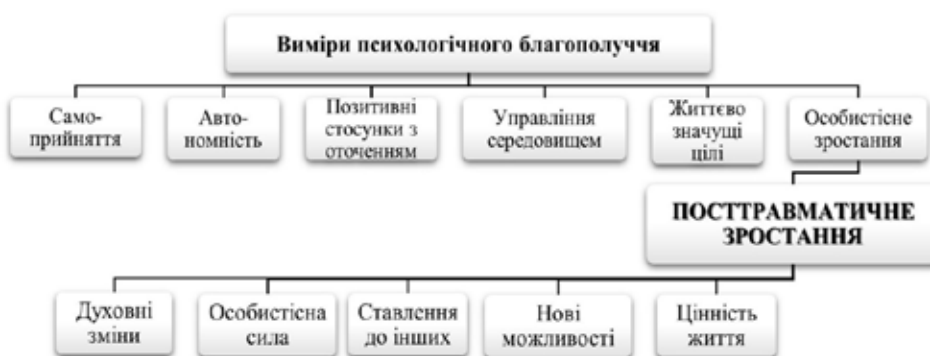 Виміри психологічного благополуччя
Само-
прийняття
Авто-
номність
Позитивні
стосунки з
оточенням
Управління
середовищем
Життєво
значущі
цілі
Особистісне
зростання
ПОСТТРАВМАТИЧНЕ
ЗРОСТАННЯ
Духовні
зміни
Особистісна
сила
Ставлення
до інших
Нові
можливості
Цінність
життя